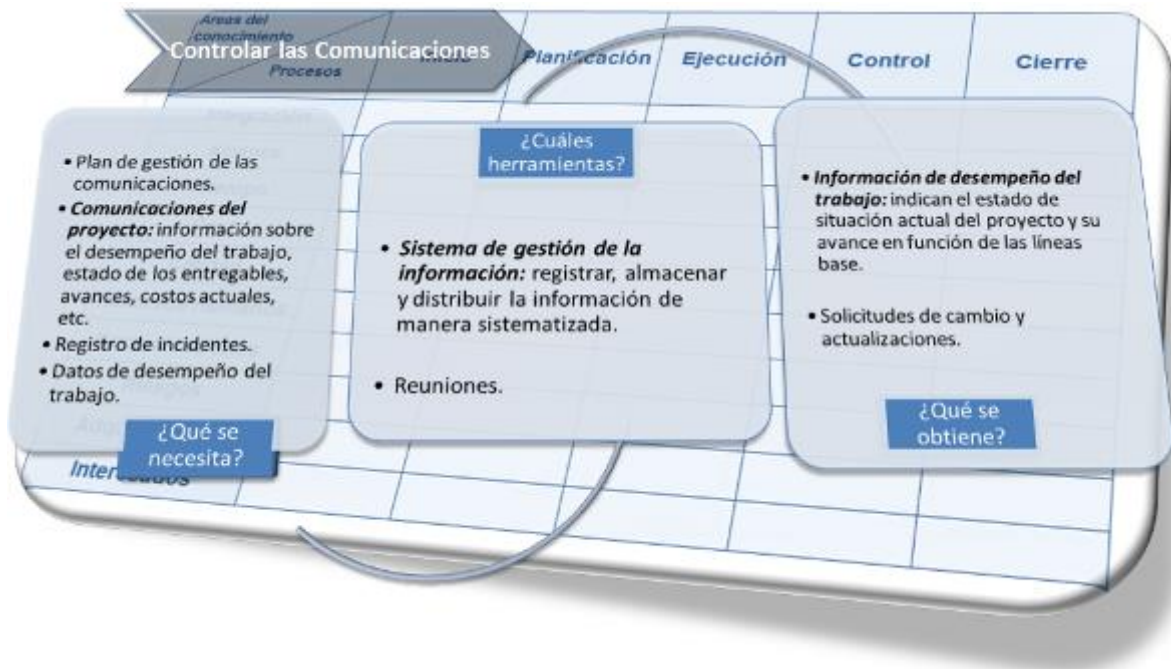 Areas del
conocimiento
Controlar las Comunicaciones
Procesos
Planificación
Ejecución
Control
Cierre
• Plan de gestión de las
comunicaciones.
• Comunicaciones del
proyecto: información sobre
el desempeño del trabajo,
estado de los entregables,
avances, costos actuales,
etc.
• Registro de incidentes.
• Datos de desempeño del
trabajo.
¿Qué se
necesita?
¿Cuáles
herramientas?
• Sistema de gestión de la
información: registrar, almacenar
y distribuir la información de
manera sistematizada.
• Reuniones.
• Información de desempeño del
trabajo: indican el estado de
situación actual del proyecto y su
avance en función de las líneas
base.
• Solicitudes de cambio y
actualizaciones.
¿Qué se
obtiene?
Interesados